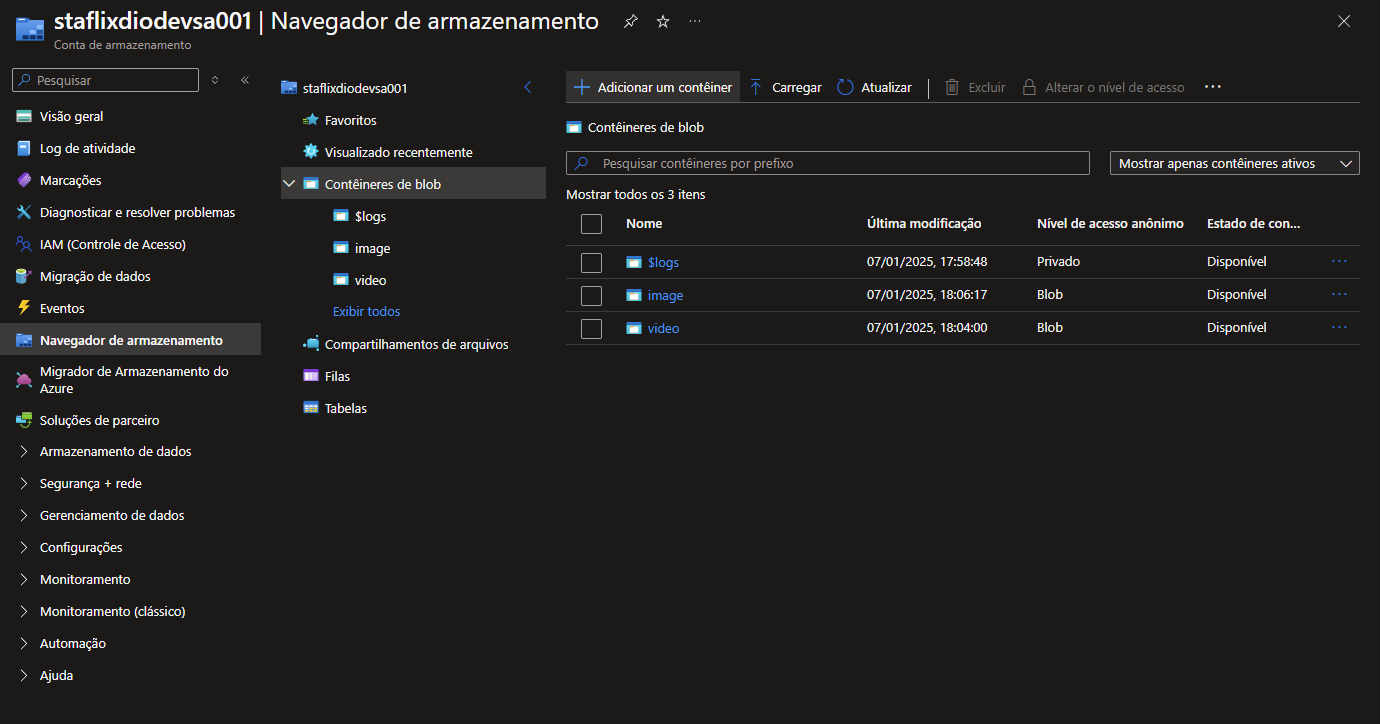 staflixdiodevsa001 | Navegador de armazenamento
Conta de armazenamento
Pesquisar
Visão geral
Log de atividade
Marcações
Diagnosticar e resolver problemas
IAM (Controle de Acesso)
Migração de dados
Eventos
Navegador de armazenamento
Migrador de Armazenamento do
Azure
Soluções de parceiro
Armazenamento de dados
Segurança + rede
Gerenciamento de dados
Configurações
Monitoramento
Monitoramento (clássico)
Automação
Ajuda
staflixdiodevsa001
Favoritos
Visualizado recentemente
Contêineres de blob
$logs
image
video
Exibir todos
Compartilhamentos de arquivos
Filas
Tabelas
Adicionar um contêiner Carregar Atualizar Excluir Alterar o nível de acesso
Contêineres de blob
Pesquisar contêineres por prefixo Mostrar apenas contêineres ativos
Mostrar todos os 3 itens
Nome Última modificação Nível de acesso anônimo Estado de con...
$logs 07/01/2025, 17:58:48 Privado Disponível
image 07/01/2025, 18:06:17 Blob Disponível
video 07/01/2025, 18:04:00 Blob Disponível